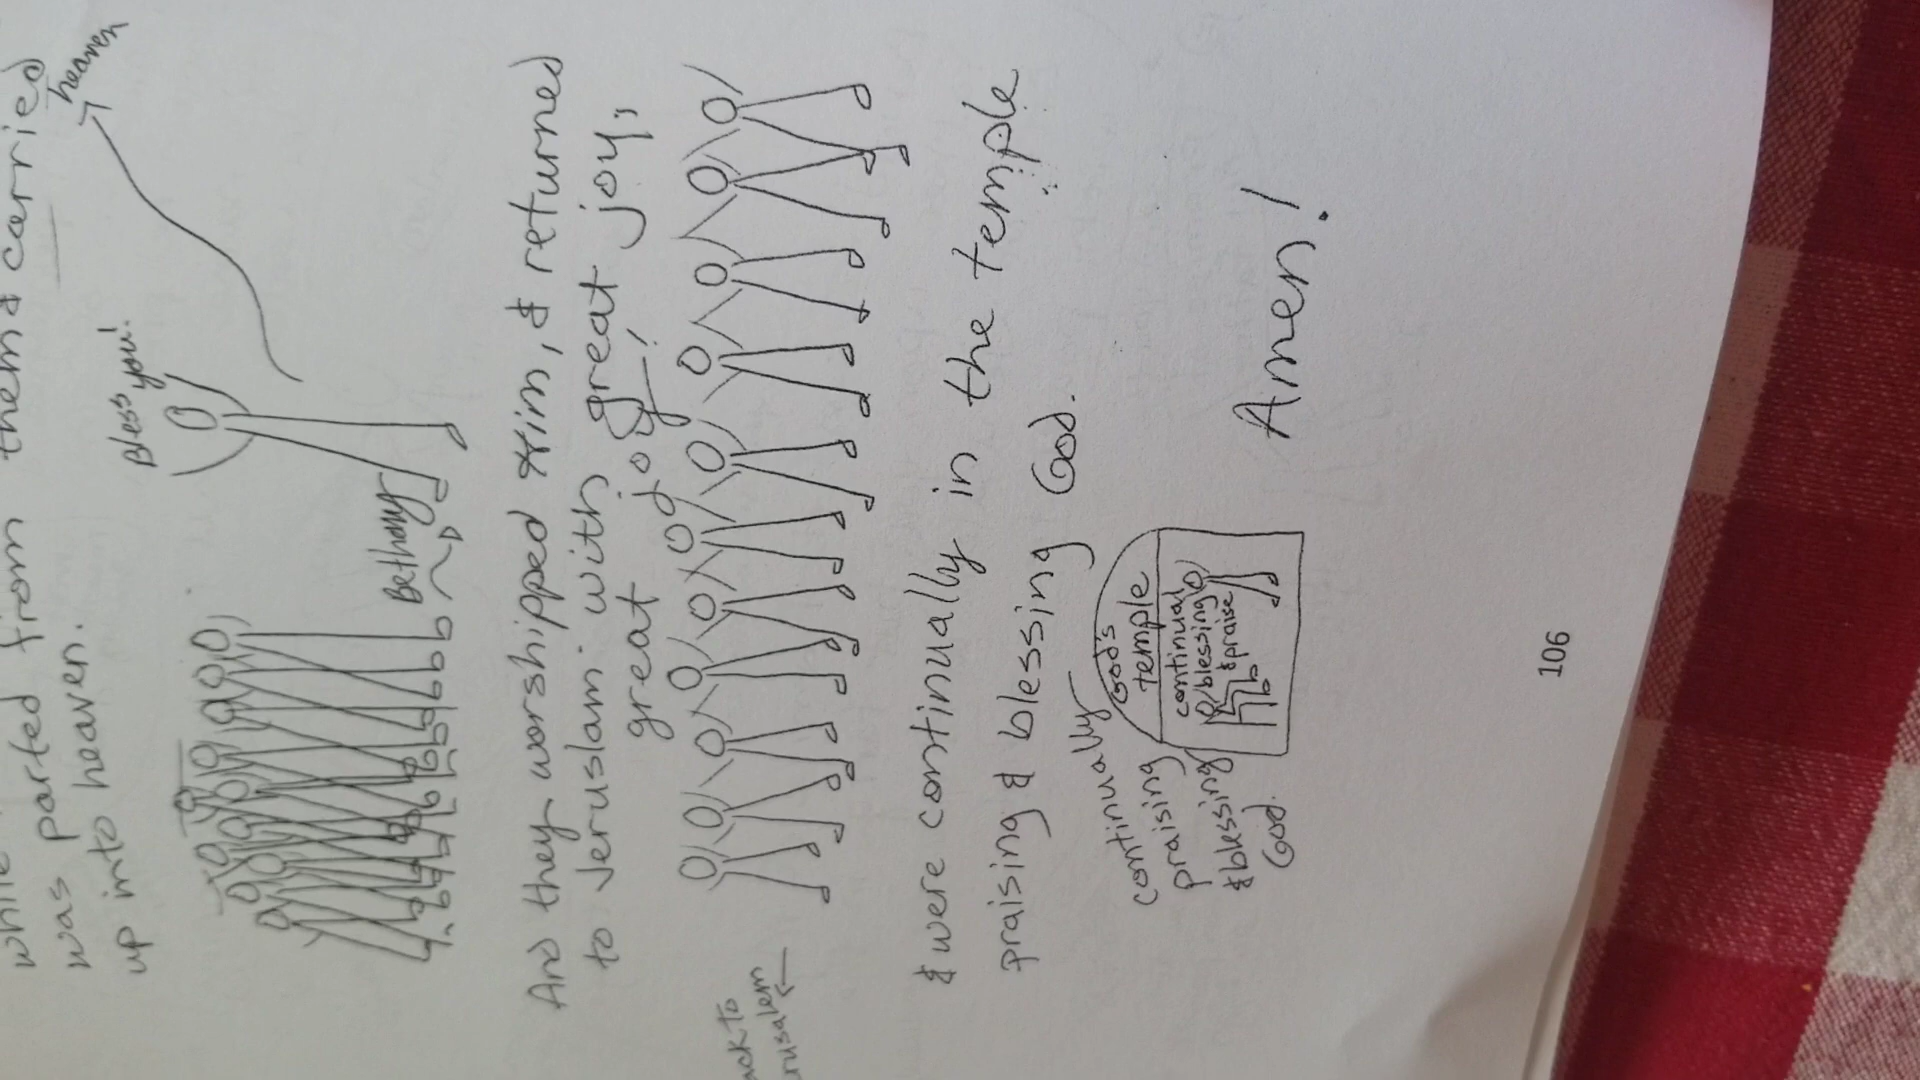 while
was parted from them & carried
up into heaven.
heaven
Bless you!
Bethany
And they worshipped Him, & returned
to Jeruslam with great joy;
great joy!
back to
Jerusalem
& were continually in the temple
praising & blessing God.
continually
praising
& blessing
God.
God's
temple
continual
blessing
& praise
Amen!
106